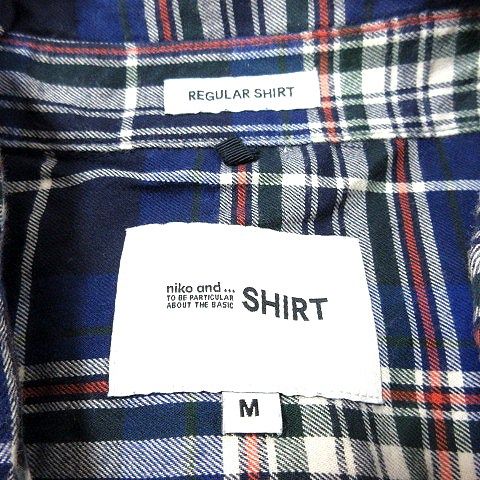 REGULAR SHIRT
niko and ...
TO BE PARTICULAR
ABOUT THE BASIC
SHIRT
M